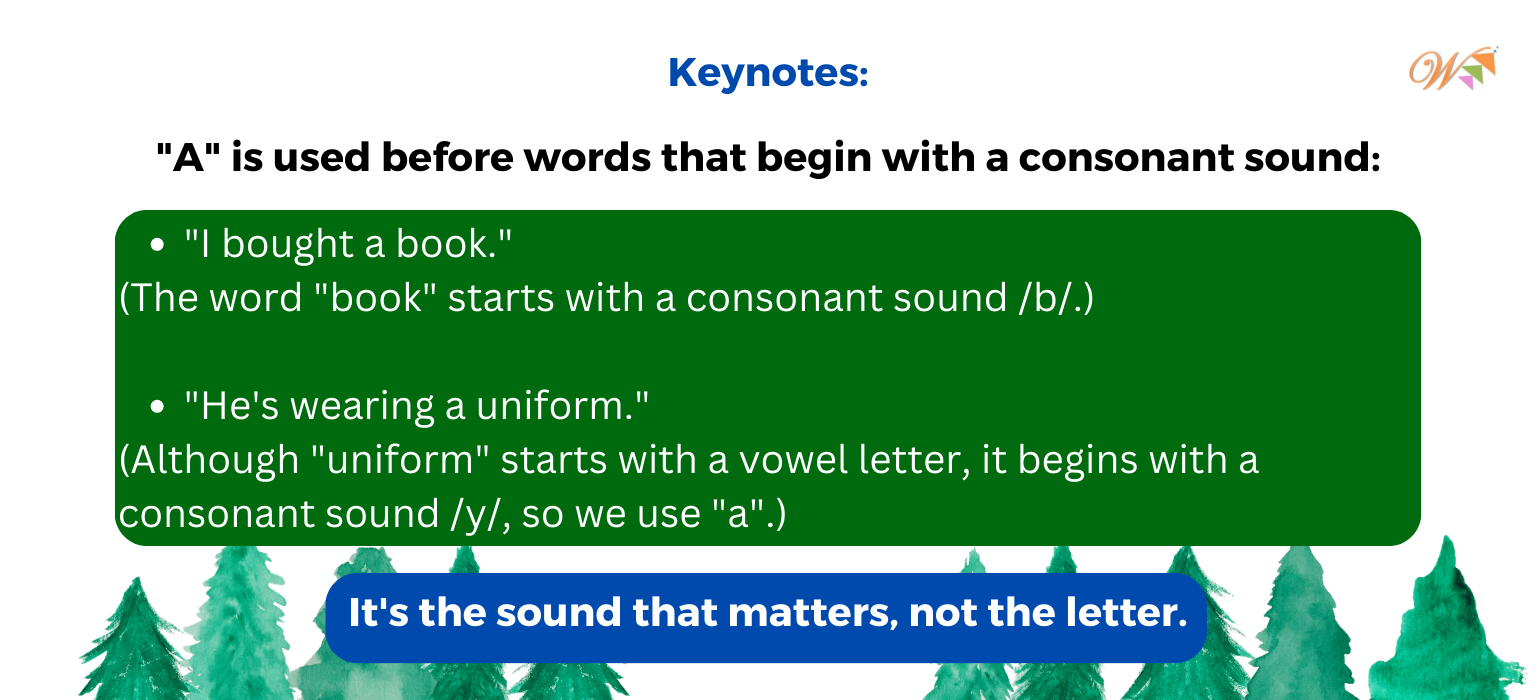 Keynotes:
W
"A" is used before words that begin with a consonant sound:
• "I bought a book."
(The word "book" starts with a consonant sound /b/.)
• "He's wearing a uniform."
(Although "uniform" starts with a vowel letter, it begins with a
consonant sound /y/, so we use "a".)
It's the sound that matters, not the letter.